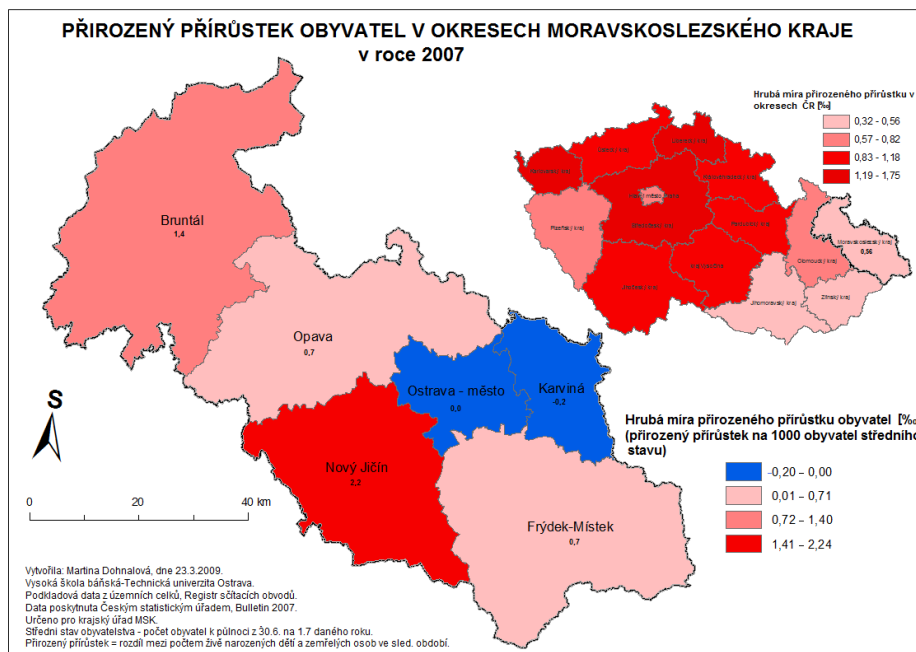 PŘIROZENÝ PŘÍRŮSTEK OBYVATEL V OKRESECH MORAVSKOSLEZSKÉHO KRAJE
v roce 2007
Hrubá míra přirozeného přírůstku v
okresech ČR [‰]
0,32 - 0,56
0,57 - 0,82
0,83 - 1,18
1,19 - 1,75
Plzeňský kraj
Jihomoravský kraj
Olomoucký kraj
Zlínský kraj
Moravskoslezský kraj
0,56
Bruntál
1,4
Opava
0,7
Ostrava - město
0,0
Karviná
-0,2
Nový Jičín
2,2
Frýdek-Místek
0,7
S
0 20 40 km
Hrubá míra přirozeného přírůstku obyvatel [‰
(přirozený přírůstek na 1000 obyvatel středního
stavu)
-0,20 – 0,00
0,01 – 0,71
0,72 – 1,40
1,41 – 2,24
Vytvořila: Martina Dohnalová, dne 23.3.2009.
Vysoká škola báňská-Technická univerzita Ostrava.
Podkladová data z územních celků, Registr sčítacích obvodů.
Data poskytnuta Českým statistickým úřadem, Bulletin 2007.
Určeno pro krajský úřad MSK.
Střední stav obyvatelstva - počet obyvatel k půlnoci z 30.6. na 1.7 daného roku.
Přirozený přírůstek = rozdíl mezi počtem živě narozených dětí a zemřelých osob ve sled. období.